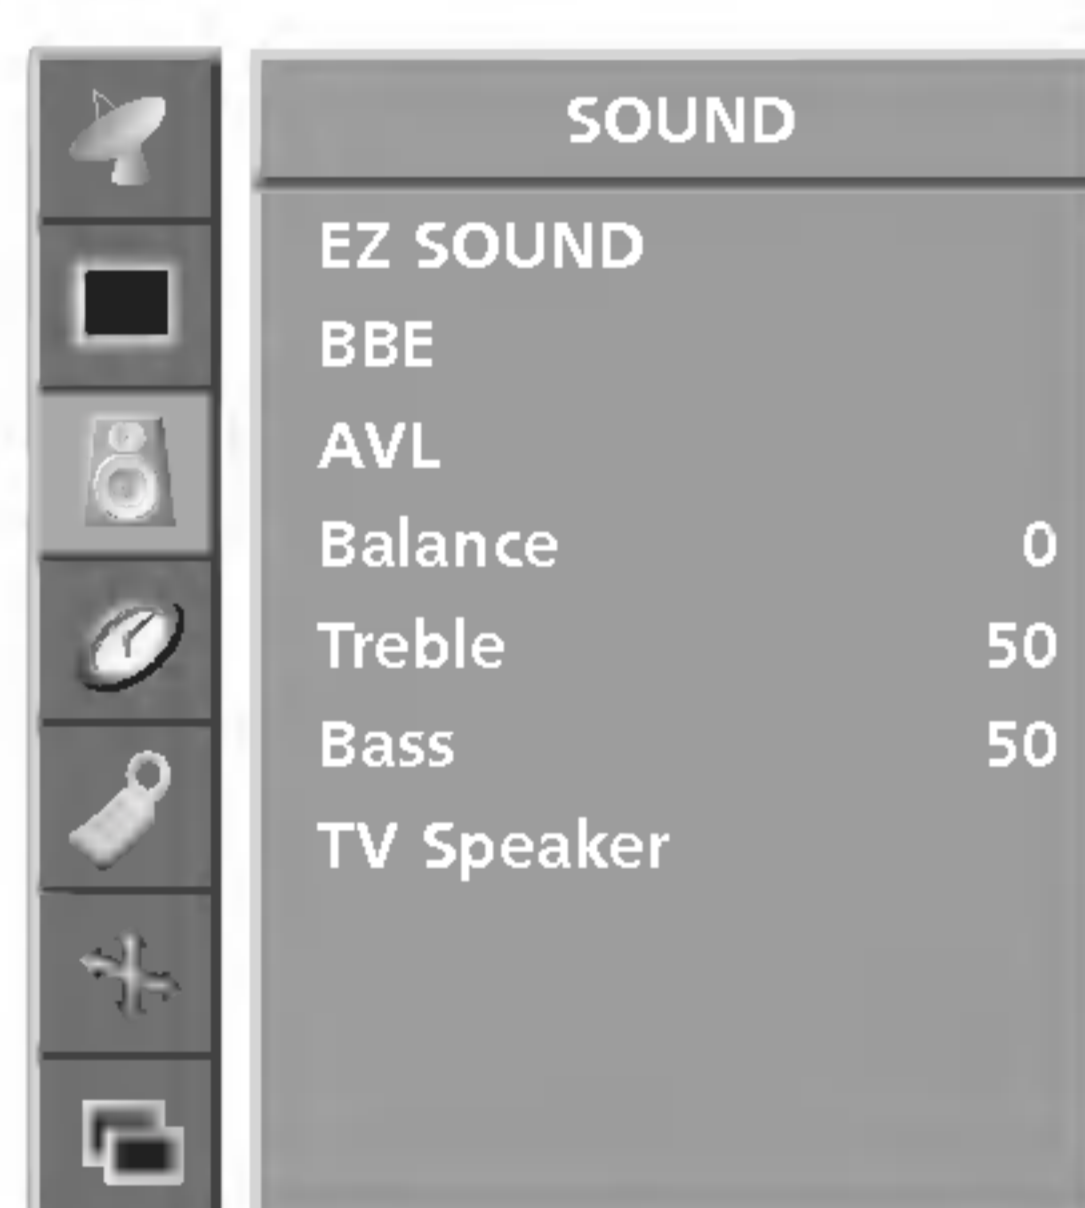 SOUND
EZ SOUND
BBE
AVL
Balance 0
Treble 50
Bass 50
TV Speaker